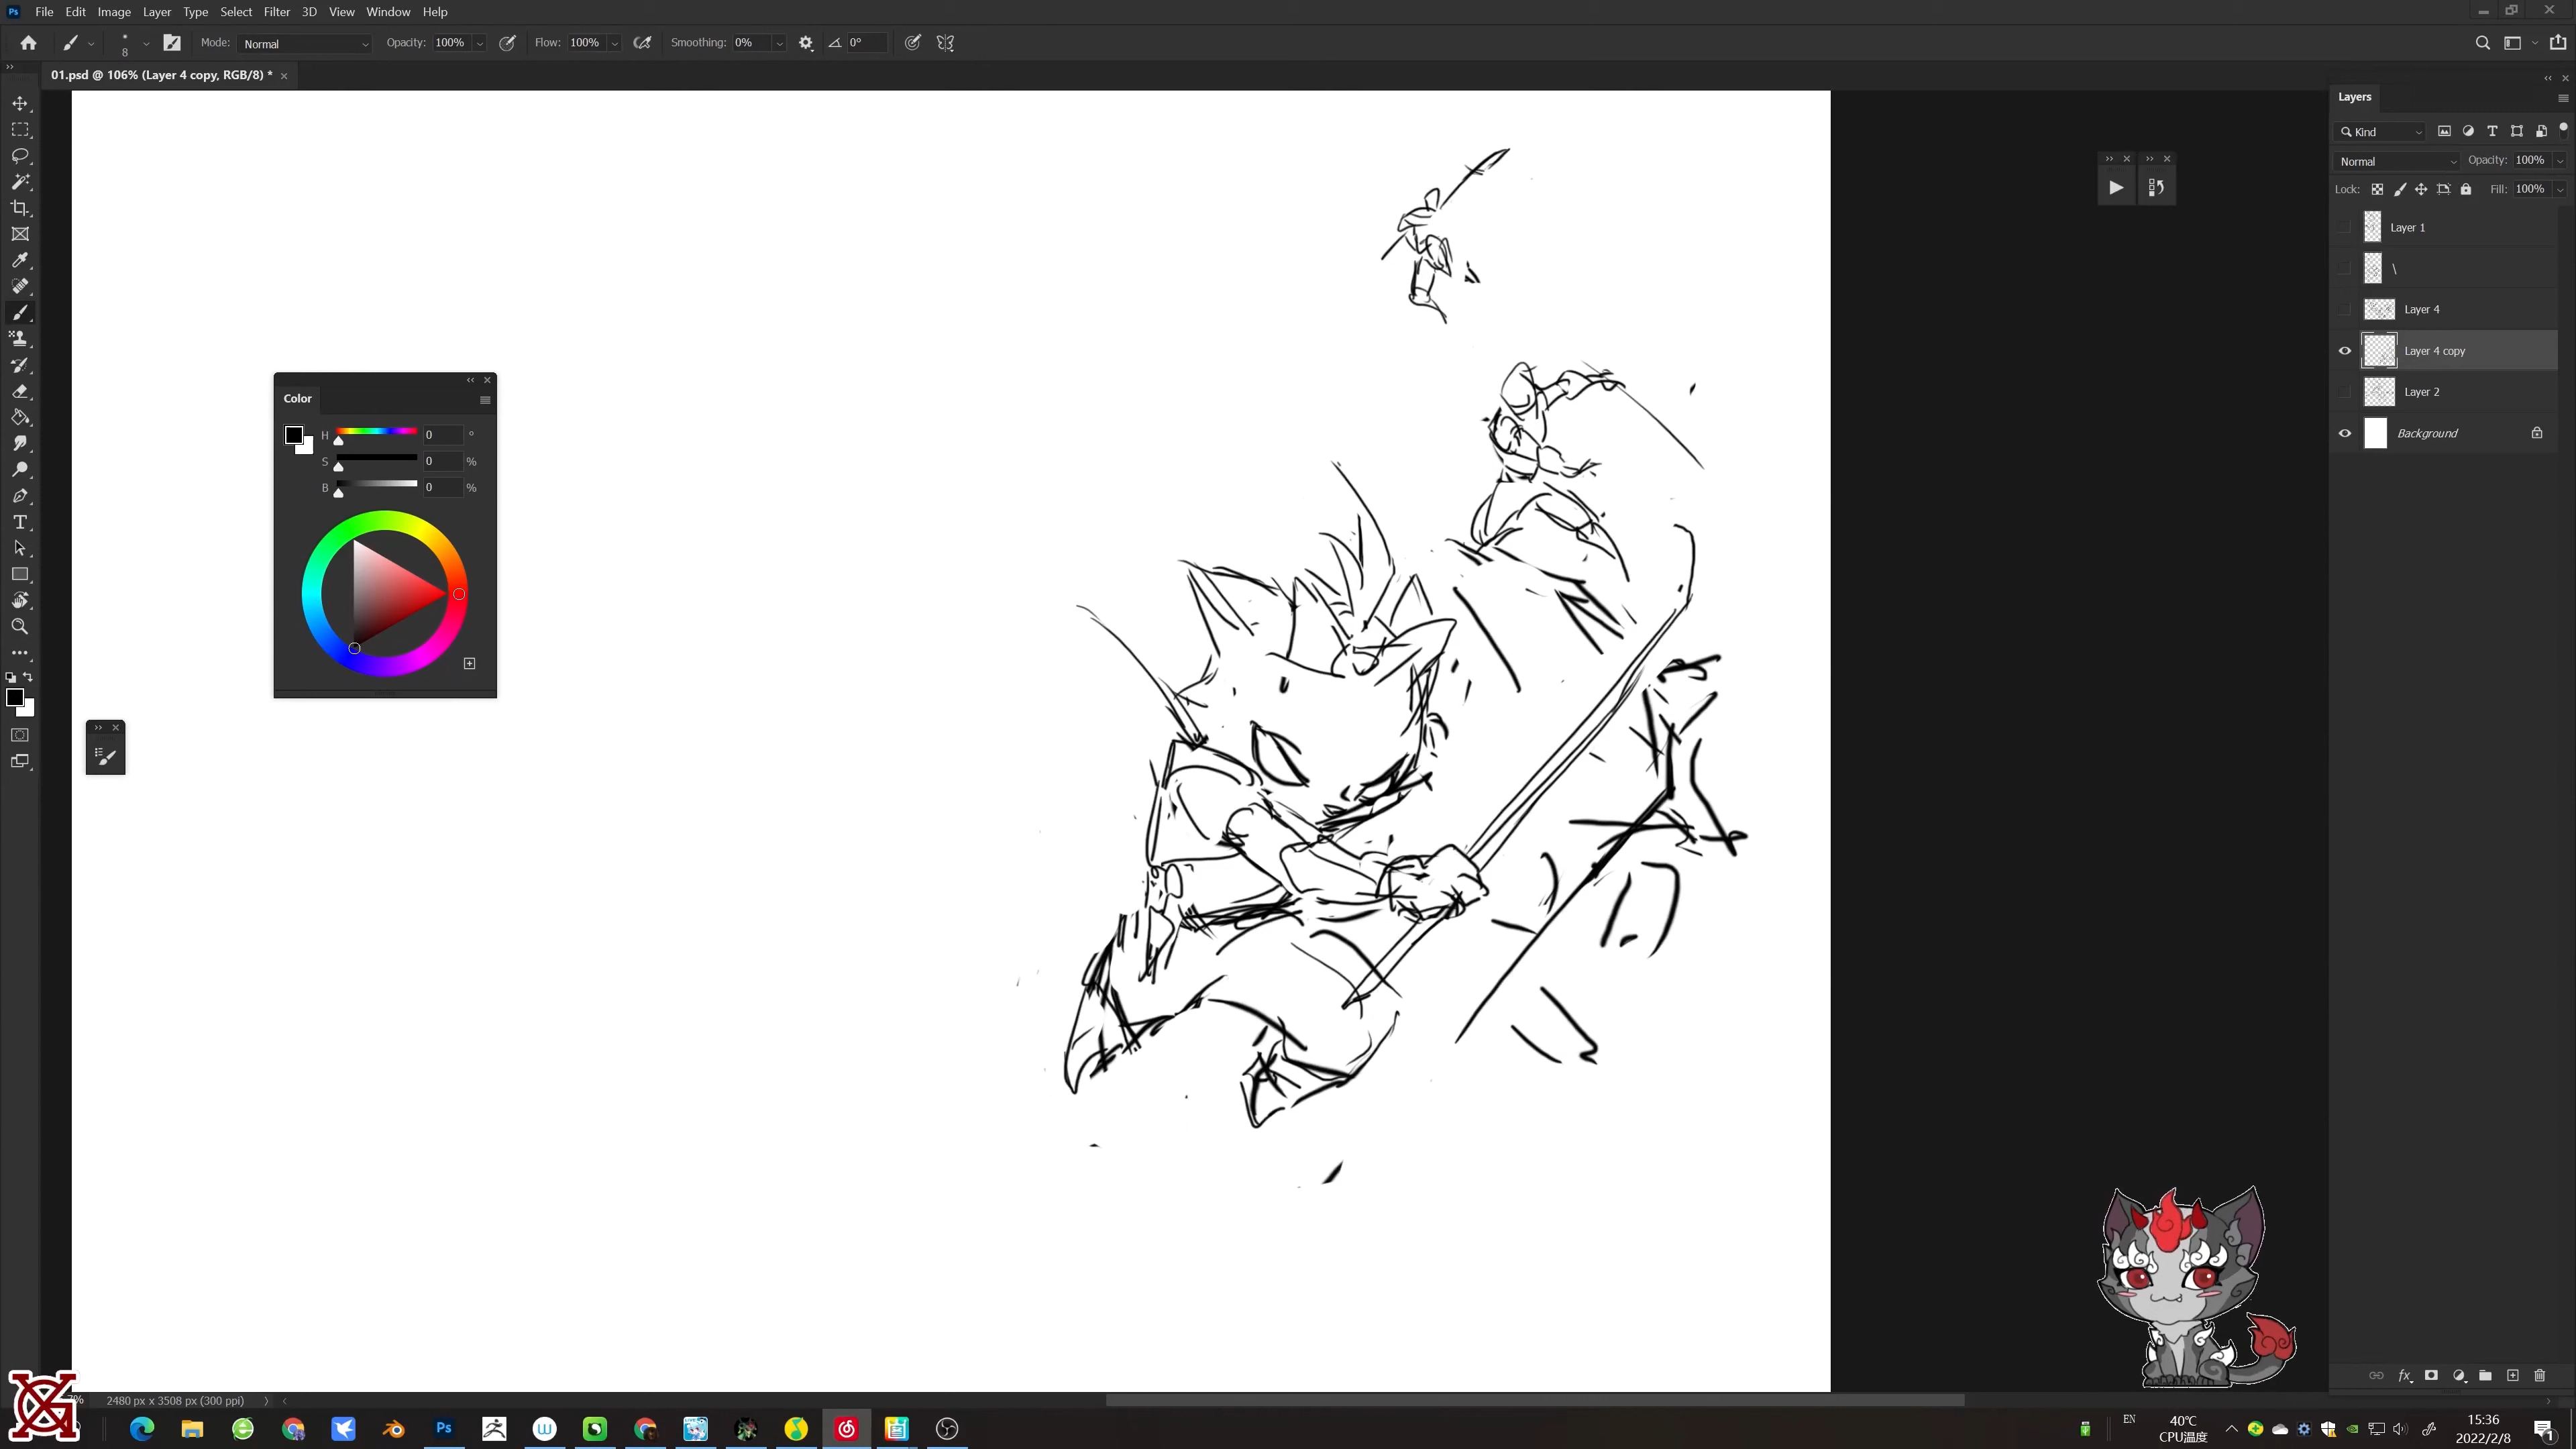 Ps File Edit Image Layer Type Select Filter 3D View Window Help
8 Mode: Normal Opacity: 100% Flow: 100% Smoothing: 0% 0°
01.psd @ 106% (Layer 4 copy, RGB/8) *
Layers
Kind
Normal Opacity: 100%
Lock: Fill: 100%
Layer 1
\
Layer 4
Layer 4 copy
Layer 2
Background
Color
H 0 °
S 0 %
B 0 %
2480 px x 3508 px (300 ppi)
Ps
EN
40℃
CPU温度
15:36
2022/2/8
1